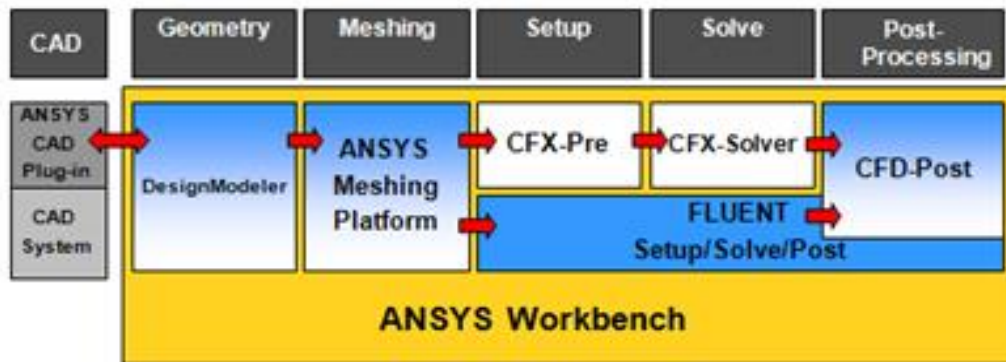 CAD
Geometry
Meshing
Setup
Solve
Post-
Processing
ANSYS
CAD
Plug-in
CAD
System
DesignModeler
ANSYS
Meshing
Platform
CFX-Pre
CFX-Solver
CFD-Post
FLUENT
Setup/Solve/Post
ANSYS Workbench